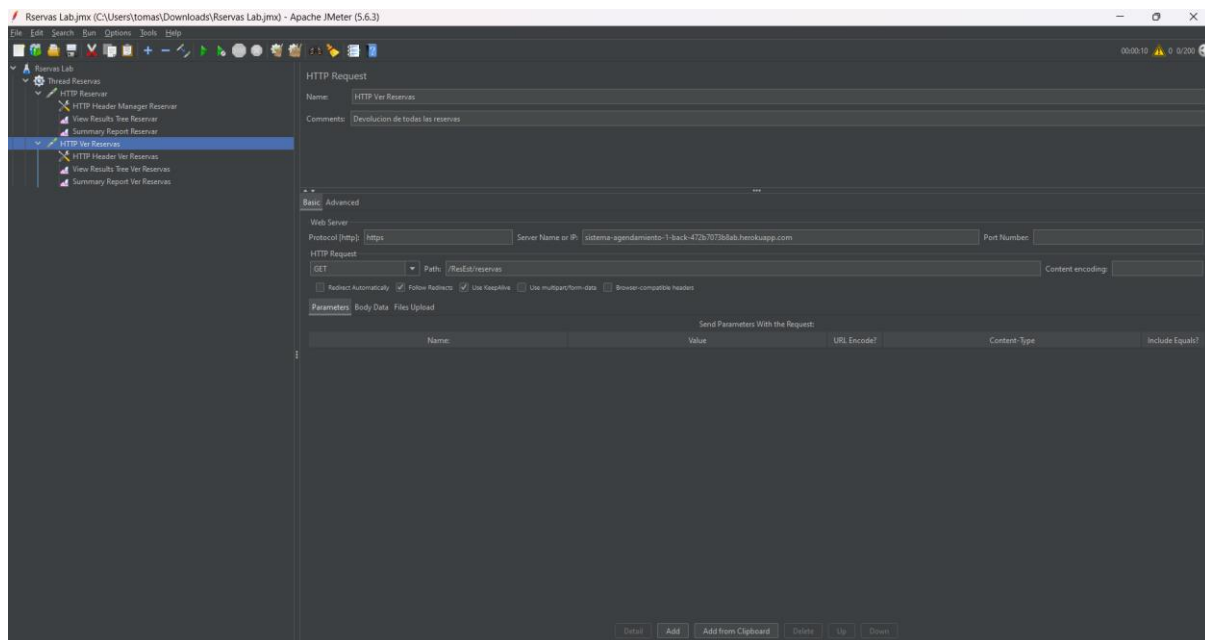 Rservas Lab.jmx (C:\Users\tomas\Downloads\Rservas Lab.jmx) - Apache JMeter (5.6.3)
File Edit Search Run Options Tools Help
00:00:10 0 0/200
Rservas Lab
Thread Reservas
HTTP Reservar
HTTP Header Manager Reservar
View Results Tree Reservar
Summary Report Reservar
HTTP Ver Reservas
HTTP Header Ver Reservas
View Results Tree Ver Reservas
Summary Report Ver Reservas
HTTP Request
Name: HTTP Ver Reservas
Comments: Devolucion de todas las reservas
Basic Advanced
Web Server
Protocol [http]: https Server Name or IP: sistema-agendamiento-1-back-472b7073b8ab.herokuapp.com Port Number:
HTTP Request
GET Path: /ResEst/reservas Content encoding:
Redirect Automatically Follow Redirects Use KeepAlive Use multipart/form-data Browser-compatible headers
Parameters Body Data Files Upload
Send Parameters With the Request:
Name: Value URL Encode? Content-Type Include Equals?
Detail Add Add from Clipboard Delete Up Down